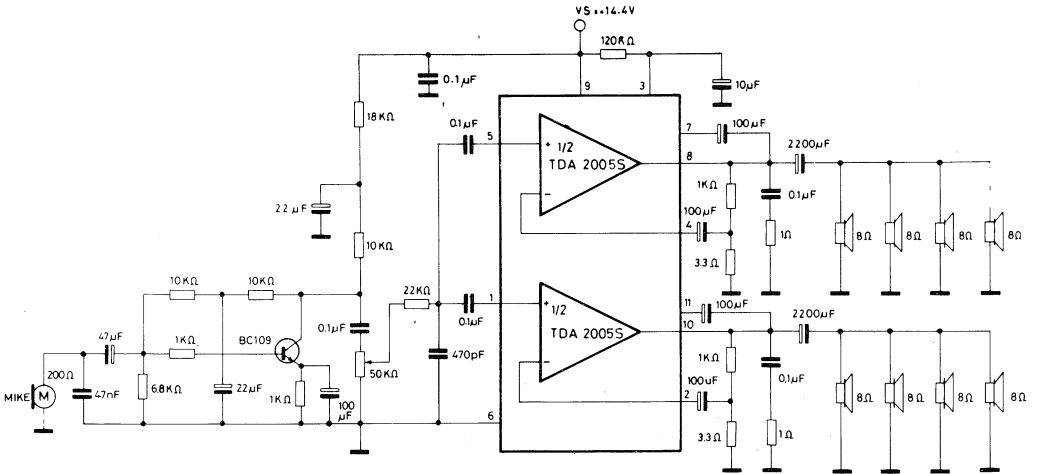 VS=14.4V
120KΩ
9
3
0.1µF
10µF
18KΩ
0.1µF
5
7
100µF
+
1/2
TDA 2005S
–
8
2200µF
1KΩ
0.1µF
22µF
100µF
4
10KΩ
3.3Ω
1Ω
8Ω
8Ω
8Ω
8Ω
10KΩ
10KΩ
22KΩ
0.1µF
1
11
100µF
+
1/2
TDA 2005S
–
10
2200µF
47µF
1KΩ
BC109
0.1µF
470pF
50KΩ
1KΩ
0.1µF
200Ω
MIKE
M
47nF
6.8KΩ
22µF
1KΩ
100
µF
6
100uF
2
3.3Ω
1Ω
8Ω
8Ω
8Ω
8Ω